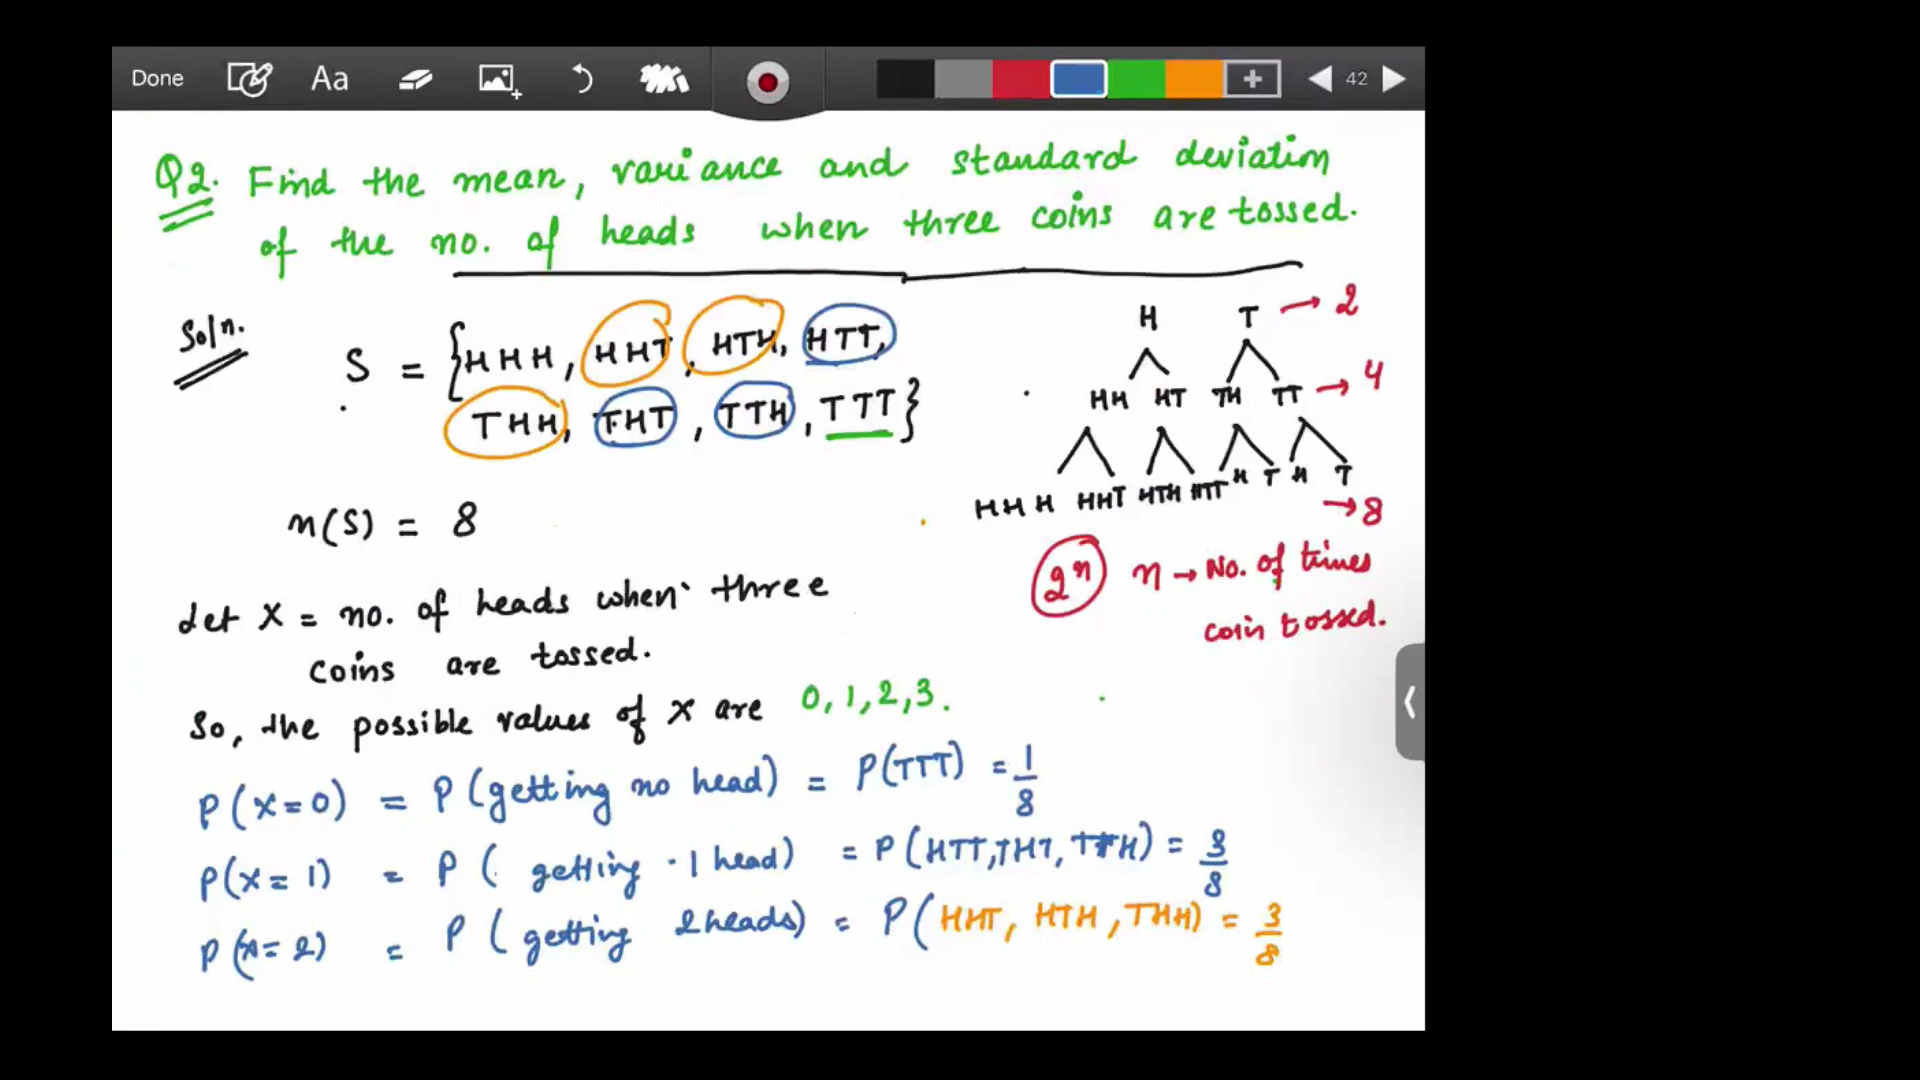 Done Aa 42
Q2. Find the mean, variance and standard deviation
of the no. of heads when three coins are tossed.
Soln.
S = {HHH, HHT, HTH, HTT,
THH, THT, TTH, TTT}
H T → 2
HH HT TH TT → 4
HHH HHT HTH HTT H T H T
→ 8
n(S) = 8
2ⁿ n → No. of times
coin tossed.
Let X = no. of heads when three
coins are tossed.
So, the possible values of x are 0, 1, 2, 3.
P(x=0) = P(getting no head) = P(TTT) = 1/8
P(x=1) = P( getting 1 head) = P(HTT, THT, TTH) = 3/8
P(x=2) = P( getting 2heads) = P(HHT, HTH, THH) = 3/8